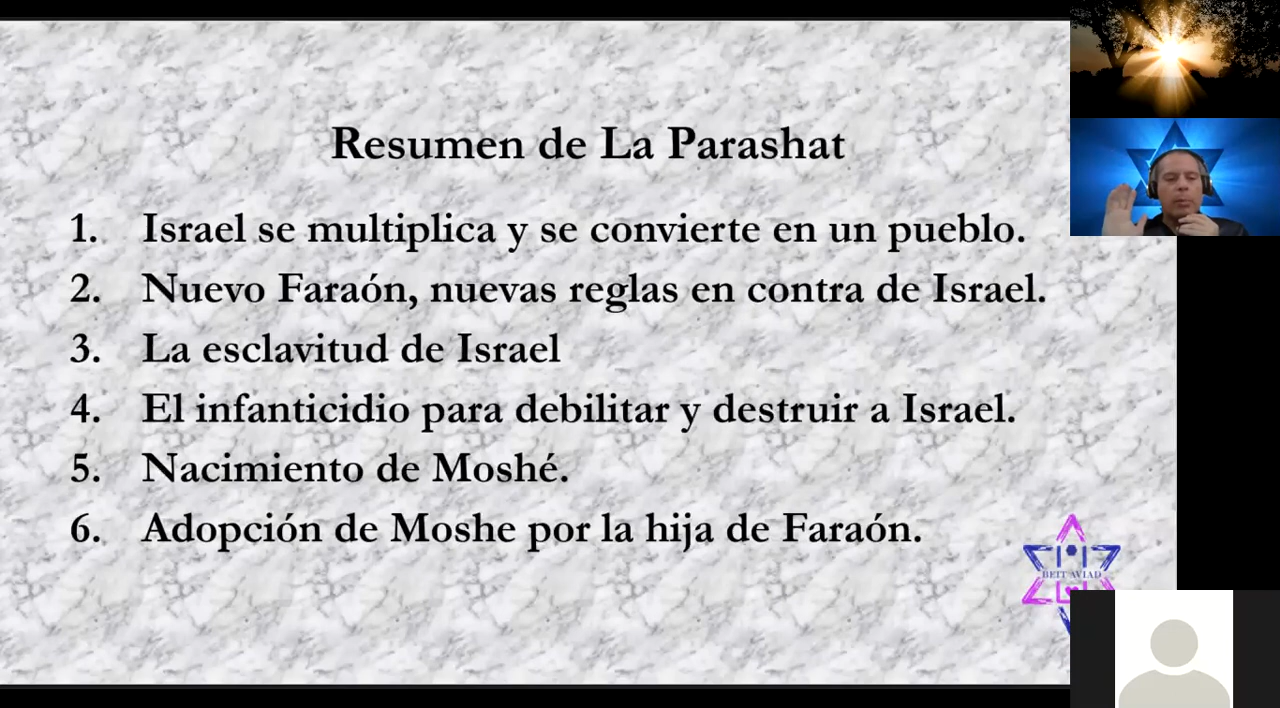 Resumen de La Parashat
1. Israel se multiplica y se convierte en un pueblo.
2. Nuevo Faraón, nuevas reglas en contra de Israel.
3. La esclavitud de Israel
4. El infanticidio para debilitar y destruir a Israel.
5. Nacimiento de Moshé.
6. Adopción de Moshe por la hija de Faraón.
BEIT AVIAD